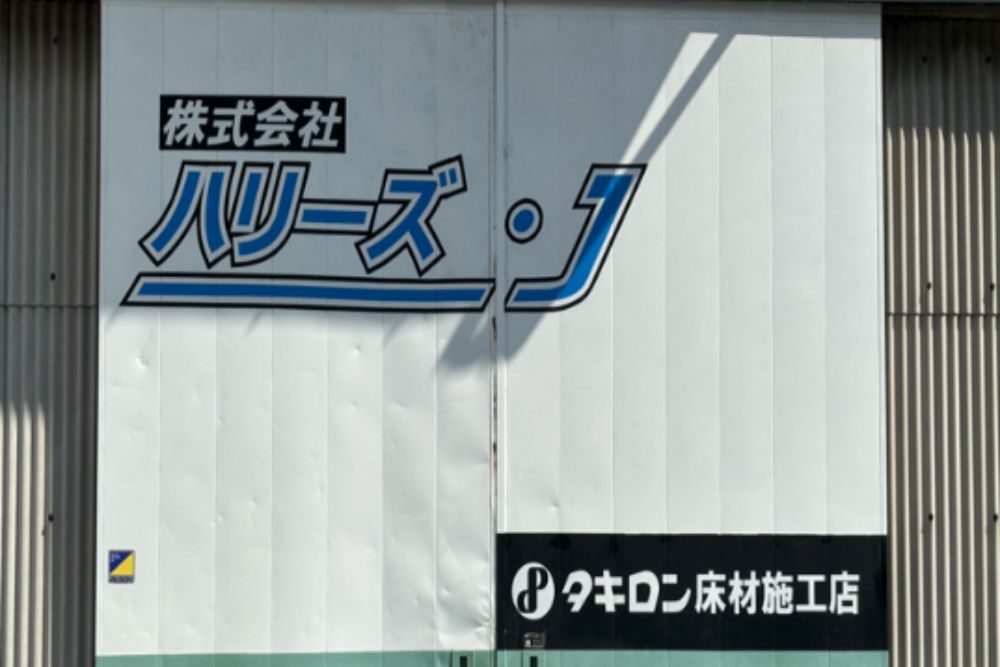 株式会社
ハリーズ・J
タキロン床材施工店